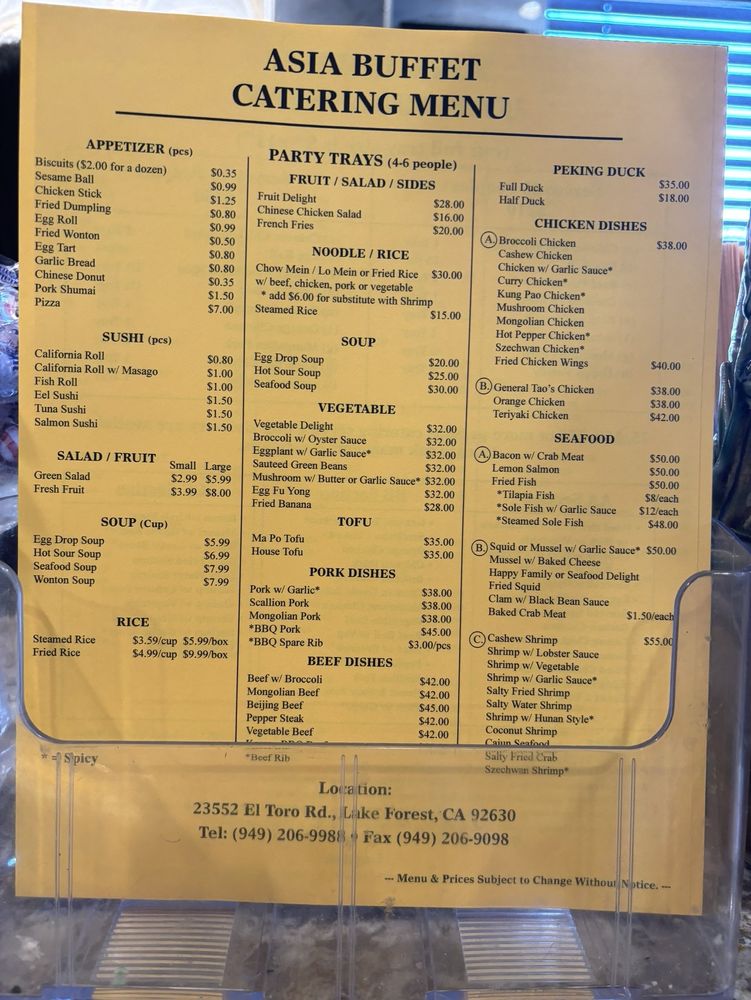 ASIA BUFFET
CATERING MENU
APPETIZER (pcs)
Biscuits ($2.00 for a dozen) $0.35
Sesame Ball $0.99
Chicken Stick $1.25
Fried Dumpling $0.80
Egg Roll $0.99
Fried Wonton $0.50
Egg Tart $0.80
Garlic Bread $0.80
Chinese Donut $0.35
Pork Shumai $1.50
Pizza $7.00
SUSHI (pcs)
California Roll $0.80
California Roll w/ Masago $1.00
Fish Roll $1.00
Eel Sushi $1.50
Tuna Sushi $1.50
Salmon Sushi $1.50
SALAD / FRUIT
Small Large
Green Salad $2.99 $5.99
Fresh Fruit $3.99 $8.00
SOUP (Cup)
Egg Drop Soup $5.99
Hot Sour Soup $6.99
Seafood Soup $7.99
Wonton Soup $7.99
RICE
Steamed Rice $3.59/cup $5.99/box
Fried Rice $4.99/cup $9.99/box
* = Spicy
PARTY TRAYS (4-6 people)
FRUIT / SALAD / SIDES
Fruit Delight $28.00
Chinese Chicken Salad $16.00
French Fries $20.00
NOODLE / RICE
Chow Mein / Lo Mein or Fried Rice $30.00
w/ beef, chicken, pork or vegetable
* add $6.00 for substitute with Shrimp
Steamed Rice $15.00
SOUP
Egg Drop Soup $20.00
Hot Sour Soup $25.00
Seafood Soup $30.00
VEGETABLE
Vegetable Delight $32.00
Broccoli w/ Oyster Sauce $32.00
Eggplant w/ Garlic Sauce* $32.00
Sauteed Green Beans $32.00
Mushroom w/ Butter or Garlic Sauce* $32.00
Egg Fu Yong $32.00
Fried Banana $28.00
TOFU
Ma Po Tofu $35.00
House Tofu $35.00
PORK DISHES
Pork w/ Garlic* $38.00
Scallion Pork $38.00
Mongolian Pork $38.00
*BBQ Pork $45.00
*BBQ Spare Rib $3.00/pcs
BEEF DISHES
Beef w/ Broccoli $42.00
Mongolian Beef $42.00
Beijing Beef $45.00
Pepper Steak $42.00
Vegetable Beef $42.00
*Beef Rib
PEKING DUCK
Full Duck $35.00
Half Duck $18.00
CHICKEN DISHES
A. Broccoli Chicken $38.00
Cashew Chicken
Chicken w/ Garlic Sauce*
Curry Chicken*
Kung Pao Chicken*
Mushroom Chicken
Mongolian Chicken
Hot Pepper Chicken*
Szechwan Chicken*
Fried Chicken Wings $40.00
B. General Tao's Chicken $38.00
Orange Chicken $38.00
Teriyaki Chicken $42.00
SEAFOOD
A. Bacon w/ Crab Meat $50.00
Lemon Salmon $50.00
Fried Fish $50.00
*Tilapia Fish $8/each
*Sole Fish w/ Garlic Sauce $12/each
*Steamed Sole Fish $48.00
B. Squid or Mussel w/ Garlic Sauce* $50.00
Mussel w/ Baked Cheese
Happy Family or Seafood Delight
Fried Squid
Clam w/ Black Bean Sauce
Baked Crab Meat $1.50/each
C. Cashew Shrimp $55.00
Shrimp w/ Lobster Sauce
Shrimp w/ Vegetable
Shrimp w/ Garlic Sauce*
Salty Fried Shrimp
Salty Water Shrimp
Shrimp w/ Hunan Style*
Coconut Shrimp
Cajun Seafood
Salty Fried Crab
Szechwan Shrimp*
Location:
23552 El Toro Rd., Lake Forest, CA 92630
Tel: (949) 206-9988 • Fax (949) 206-9098
--- Menu & Prices Subject to Change Without Notice. ---